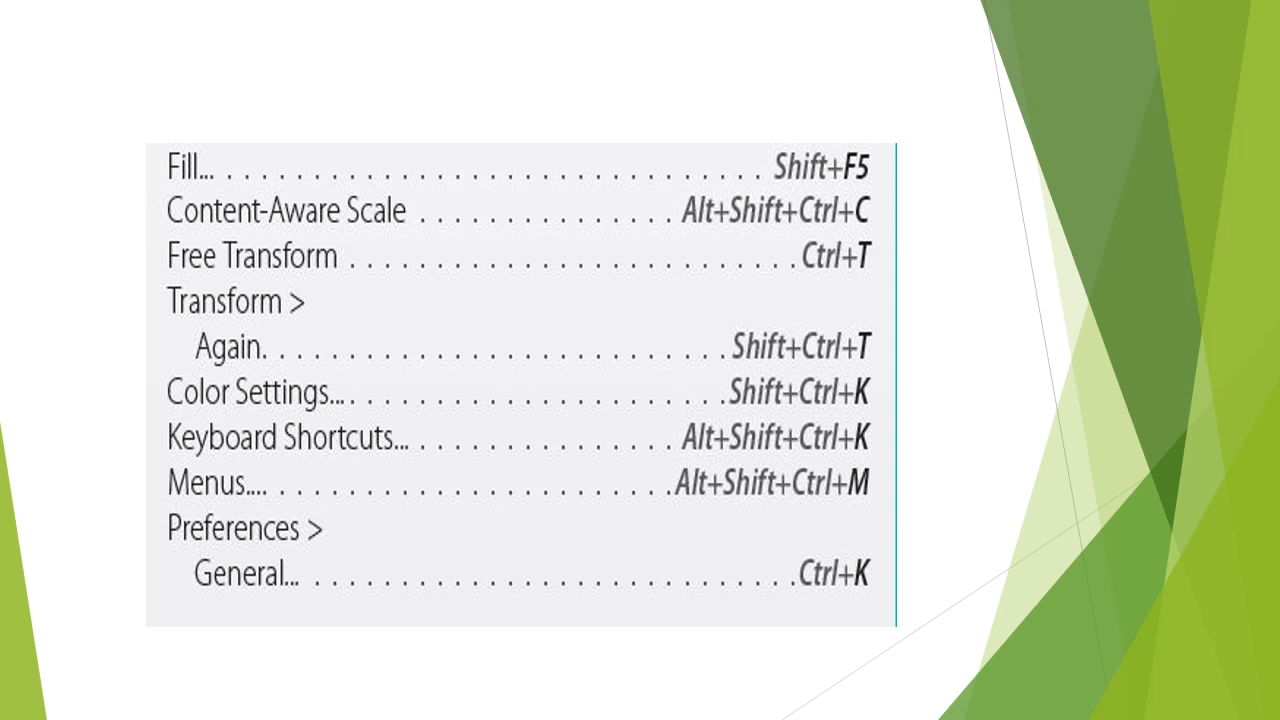 Fill... . . . . . . . . . . . . . . . . . . . . . . . . . . . . . . . . Shift+F5
Content-Aware Scale . . . . . . . . . . . . . . . Alt+Shift+Ctrl+C
Free Transform . . . . . . . . . . . . . . . . . . . . . . . . . . Ctrl+T
Transform >
Again. . . . . . . . . . . . . . . . . . . . . . . . . . . Shift+Ctrl+T
Color Settings... . . . . . . . . . . . . . . . . . . . . . . Shift+Ctrl+K
Keyboard Shortcuts... . . . . . . . . . . . . . . . Alt+Shift+Ctrl+K
Menus.... . . . . . . . . . . . . . . . . . . . . . . . Alt+Shift+Ctrl+M
Preferences >
General... . . . . . . . . . . . . . . . . . . . . . . . . . . . . Ctrl+K